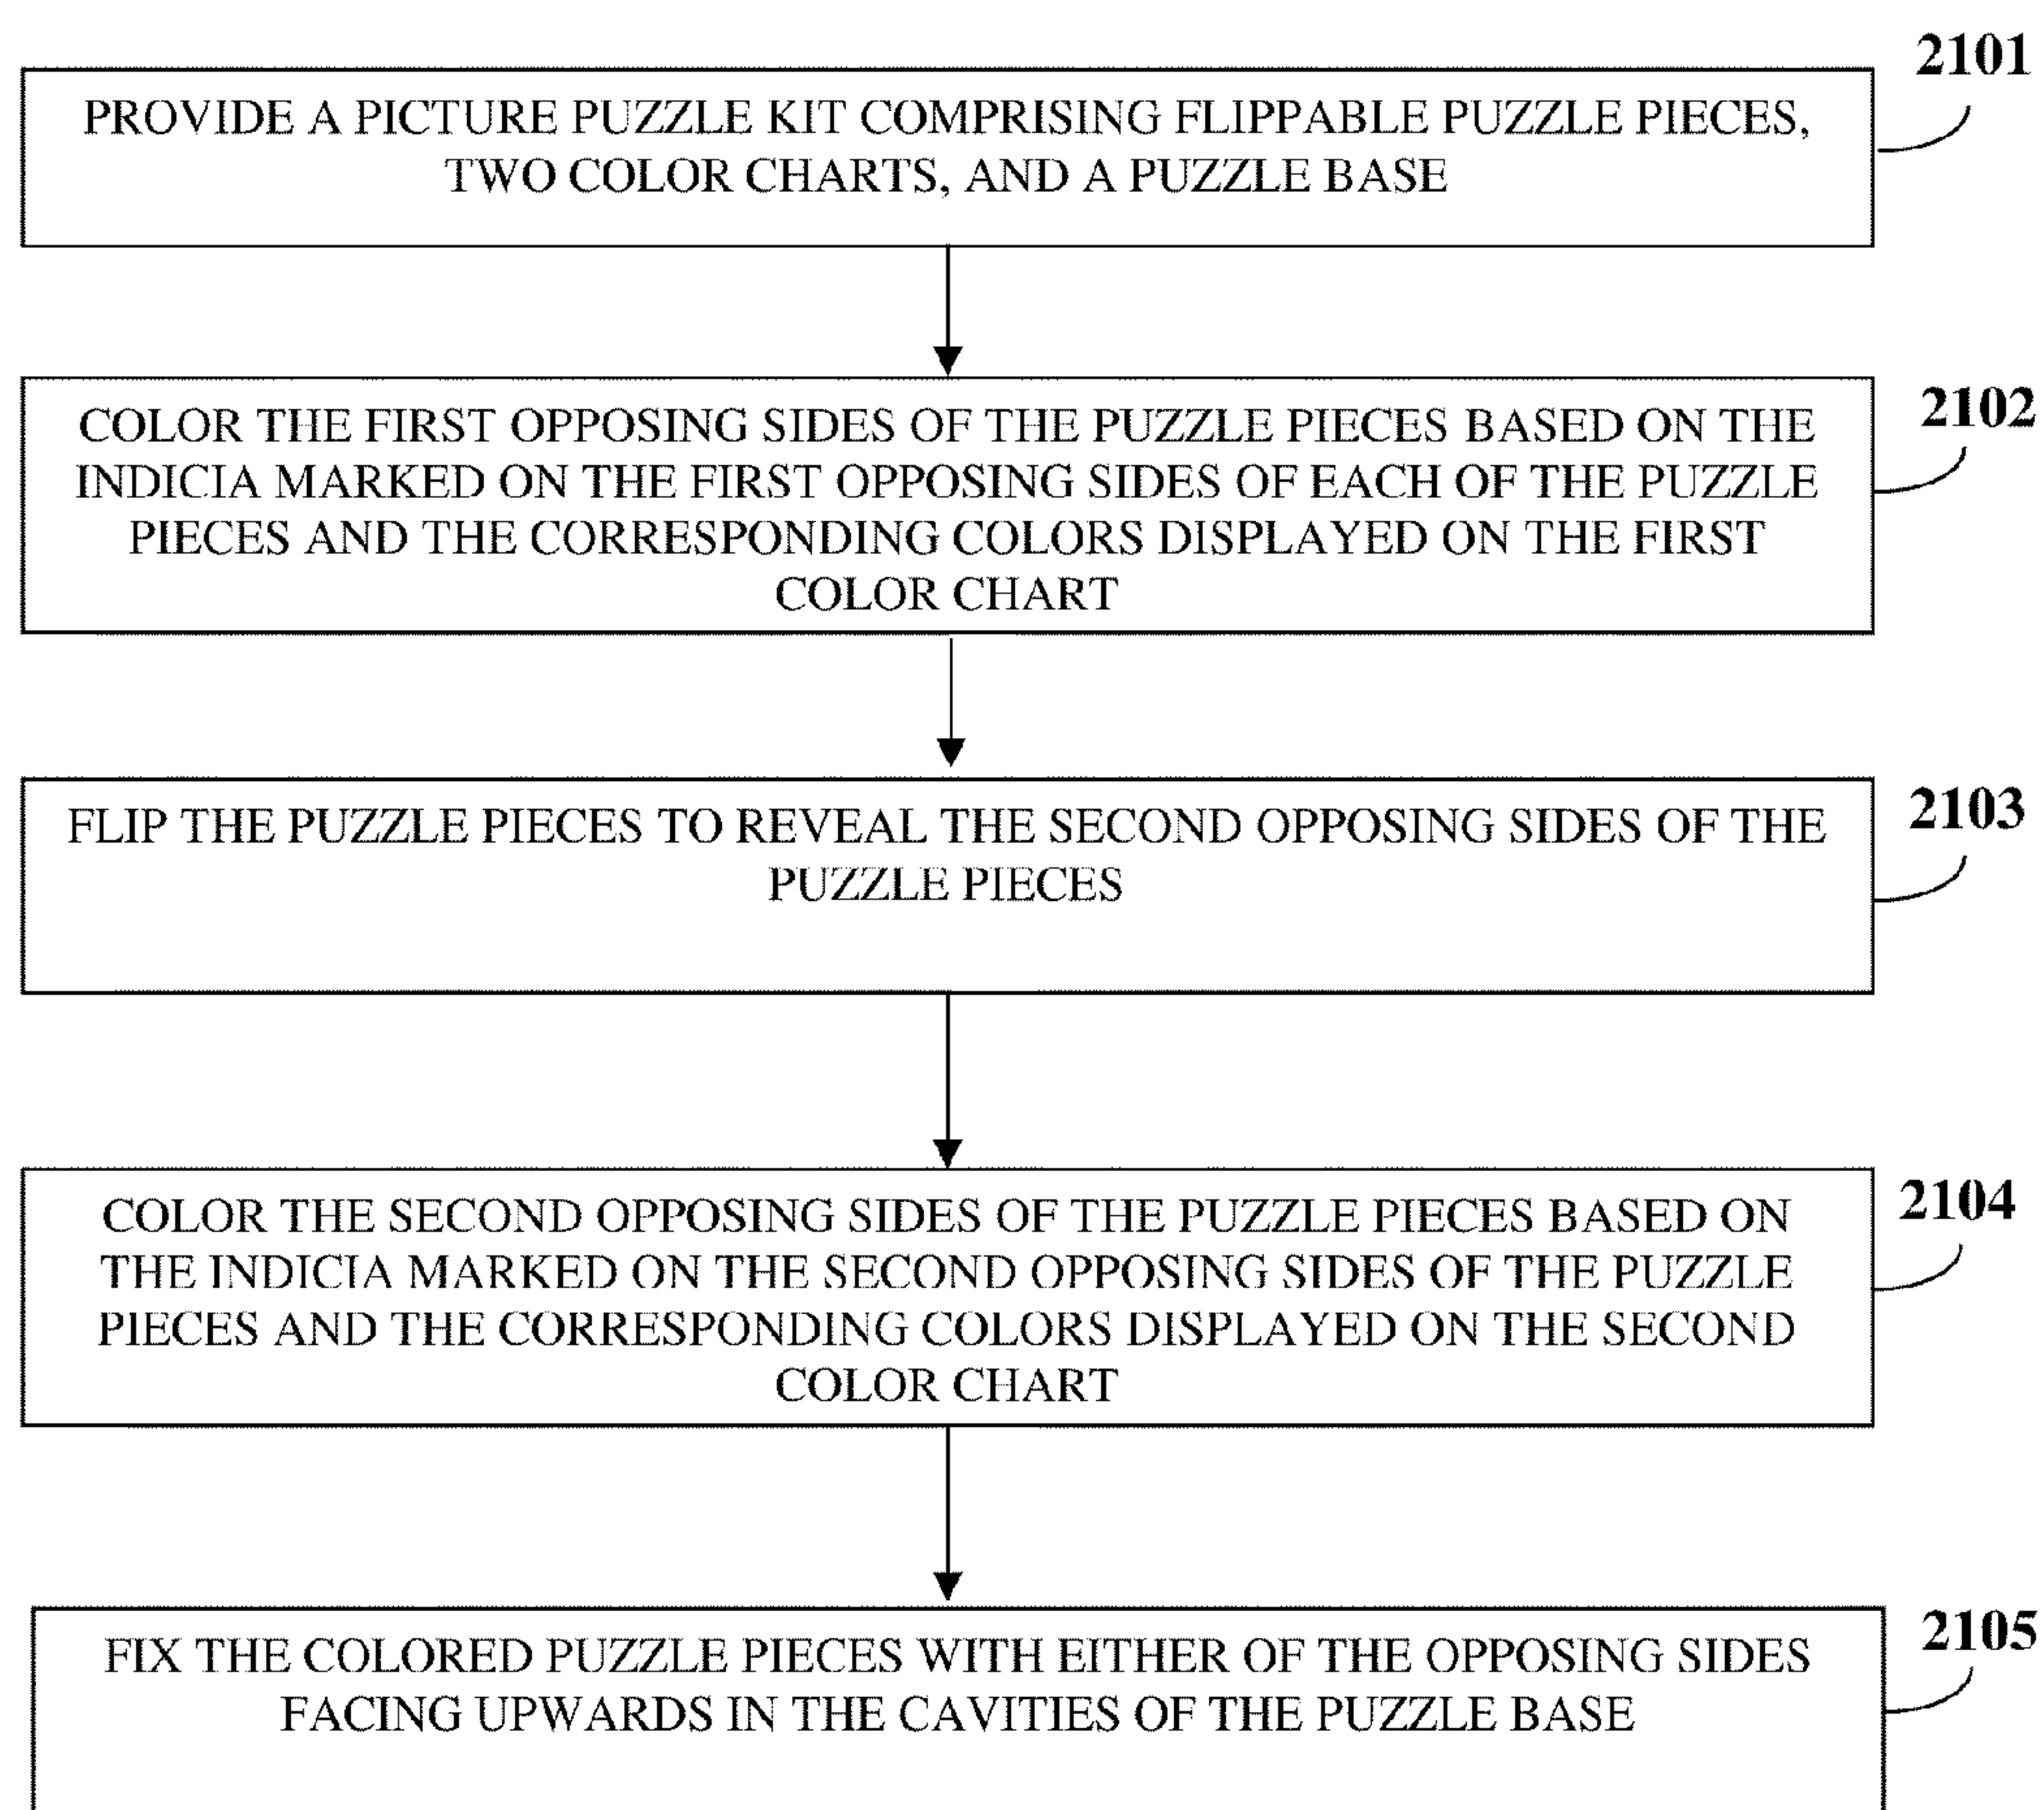 2101
PROVIDE A PICTURE PUZZLE KIT COMPRISING FLIPPABLE PUZZLE PIECES,
TWO COLOR CHARTS, AND A PUZZLE BASE
2102
COLOR THE FIRST OPPOSING SIDES OF THE PUZZLE PIECES BASED ON THE
INDICIA MARKED ON THE FIRST OPPOSING SIDES OF EACH OF THE PUZZLE
PIECES AND THE CORRESPONDING COLORS DISPLAYED ON THE FIRST
COLOR CHART
2103
FLIP THE PUZZLE PIECES TO REVEAL THE SECOND OPPOSING SIDES OF THE
PUZZLE PIECES
2104
COLOR THE SECOND OPPOSING SIDES OF THE PUZZLE PIECES BASED ON
THE INDICIA MARKED ON THE SECOND OPPOSING SIDES OF THE PUZZLE
PIECES AND THE CORRESPONDING COLORS DISPLAYED ON THE SECOND
COLOR CHART
2105
FIX THE COLORED PUZZLE PIECES WITH EITHER OF THE OPPOSING SIDES
FACING UPWARDS IN THE CAVITIES OF THE PUZZLE BASE